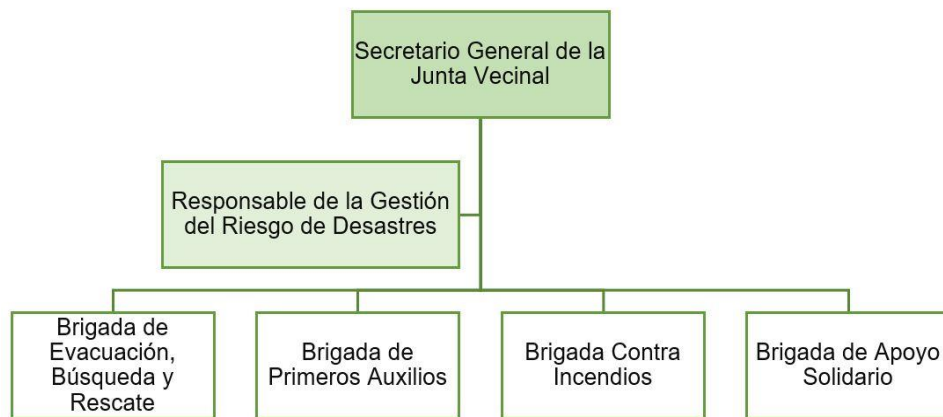 Secretario General de la
Junta Vecinal
Responsable de la Gestión
del Riesgo de Desastres
Brigada de
Evacuación,
Búsqueda y
Rescate
Brigada de
Primeros Auxilios
Brigada Contra
Incendios
Brigada de Apoyo
Solidario